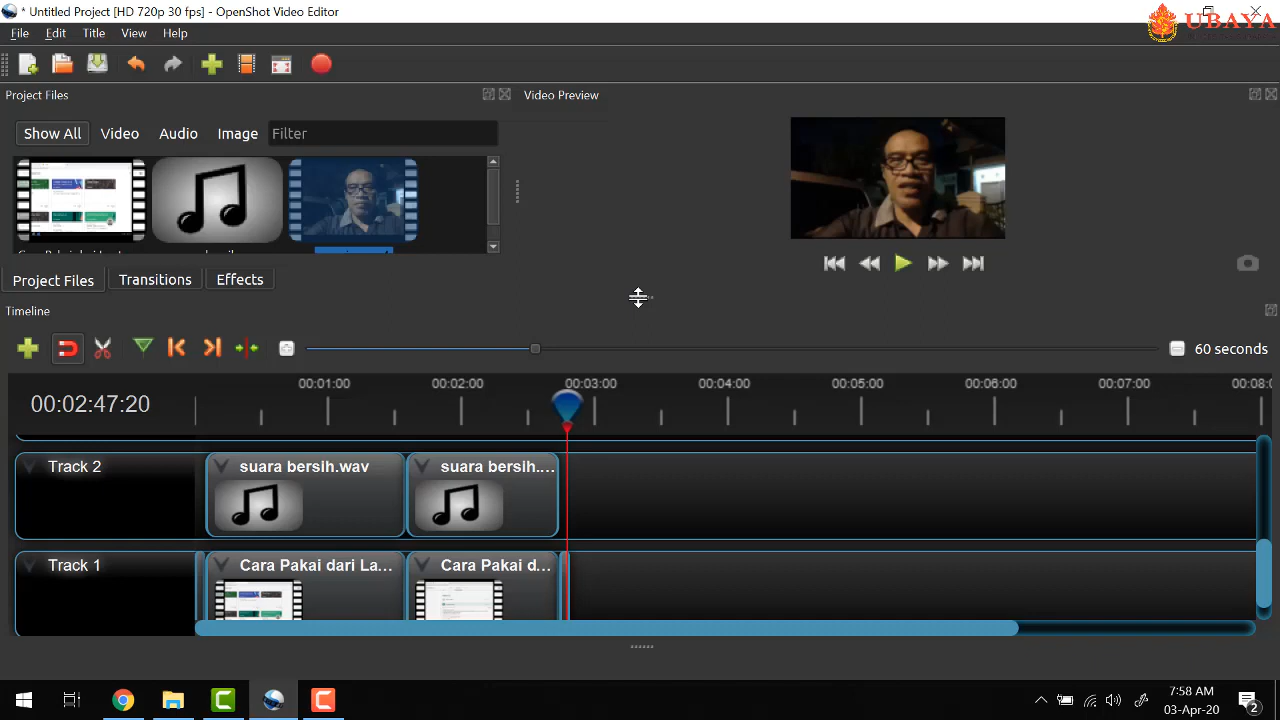 * Untitled Project [HD 720p 30 fps] - OpenShot Video Editor
UBAYA
File Edit Title View Help
Project Files
Video Preview
Show All Video Audio Image Filter
Project Files Transitions Effects
Timeline
60 seconds
00:02:47:20
00:01:00 00:02:00 00:03:00 00:04:00 00:05:00 00:06:00 00:07:00 00:08:0
Track 2
suara bersih.wav
suara bersih....
Track 1
Cara Pakai dari La...
Cara Pakai d...
7:58 AM
03-Apr-20
2